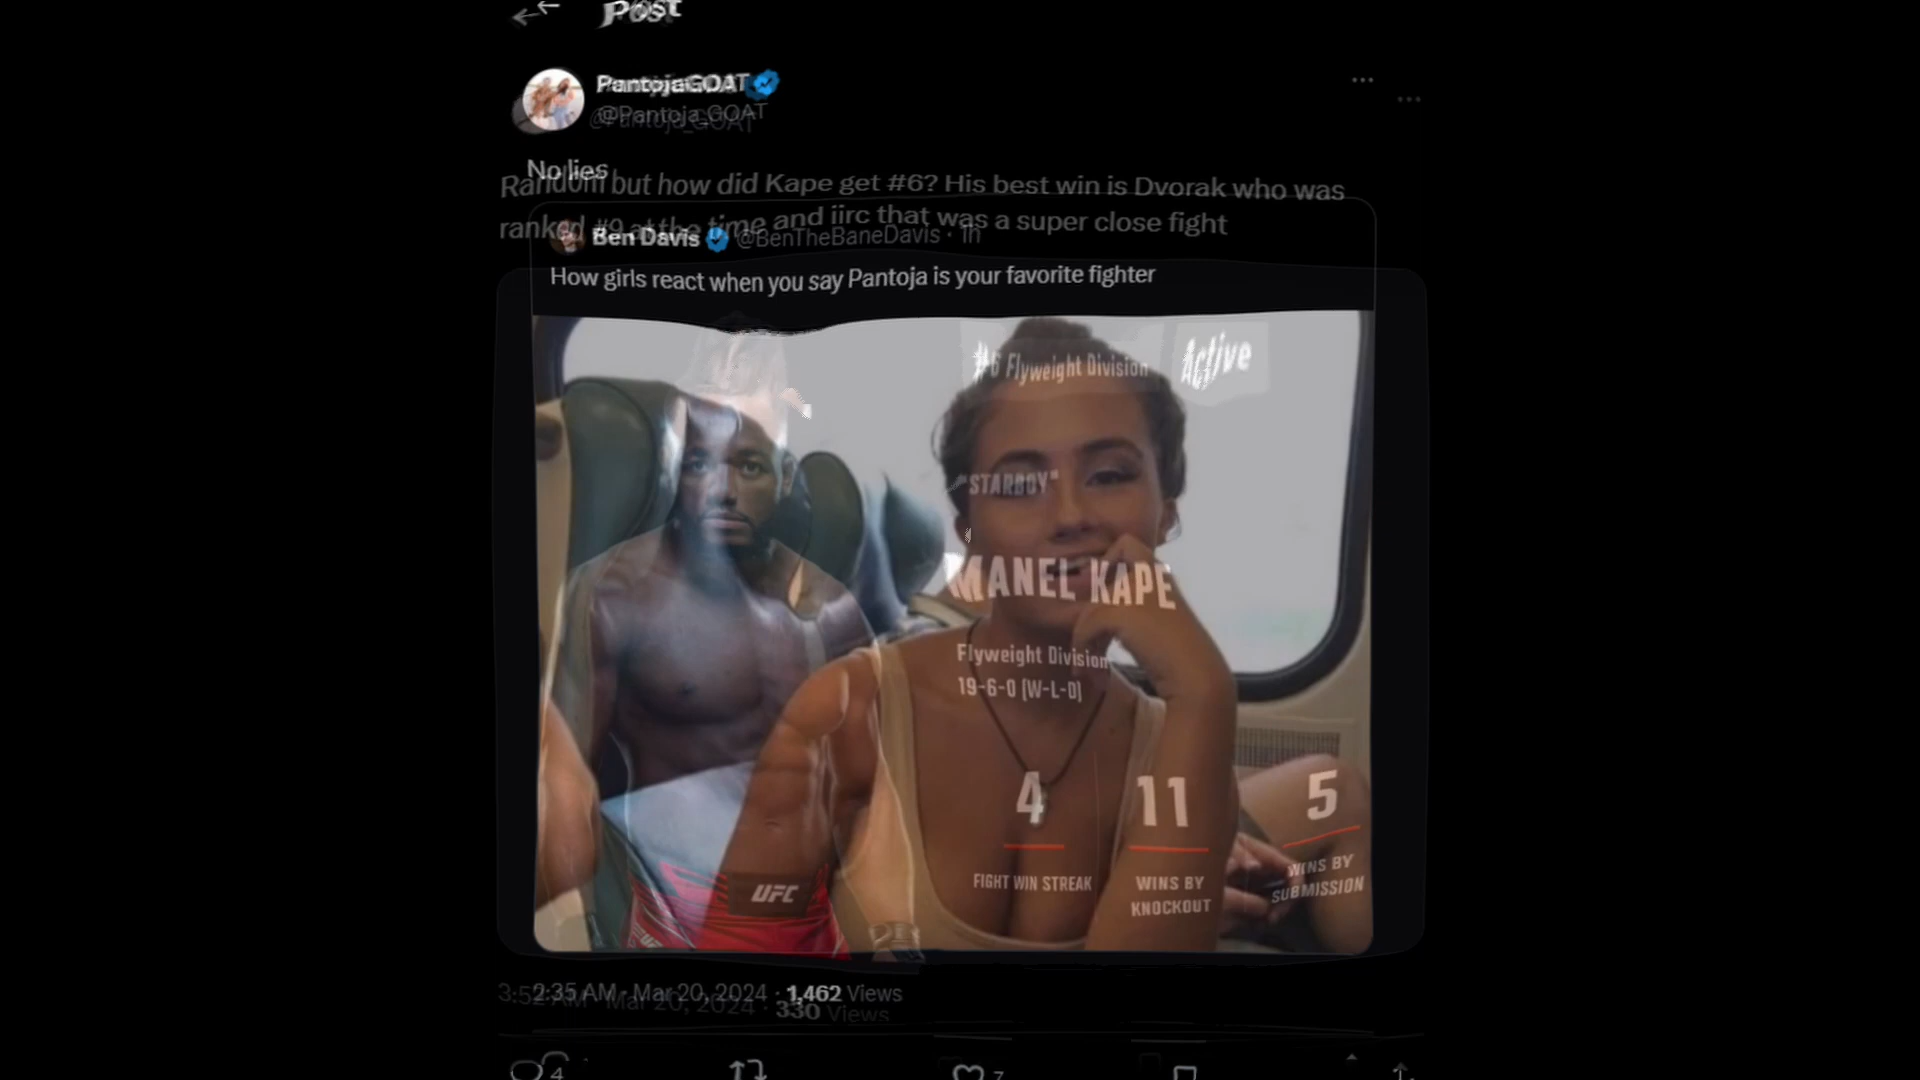 Post
PantojaGOAT
@Pantoja_GOAT
No lies
Random but how did Kape get #6? His best win is Dvorak who was
ranked #9 at the time and iirc that was a super close fight
Ben Davis @BenTheBaneDavis · 1h
How girls react when you say Pantoja is your favorite fighter
#6 Flyweight Division Active
"STARBOY"
MANEL KAPE
Flyweight Division
19-6-0 (W-L-D)
4 11 5
FIGHT WIN STREAK
WINS BY
KNOCKOUT
WINS BY
SUBMISSION
UFC
2:35 AM · Mar 20, 2024 · 1,462 Views
3:52 AM · Mar 20, 2024 · 330 Views
4 7